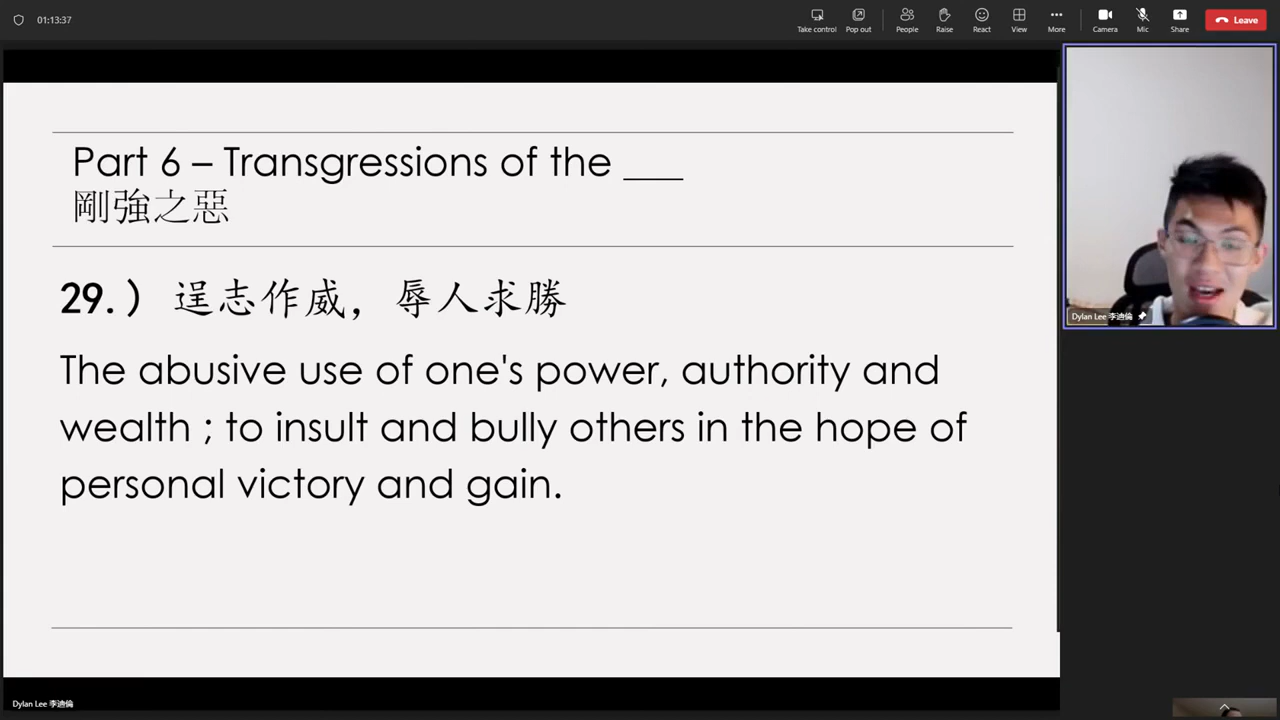 01:13:37
Take control
Pop out
People
Raise
React
View
More
Camera
Mic
Share
Leave
Part 6 – Transgressions of the ___
剛強之惡
29.) 逞志作威，辱人求勝
The abusive use of one's power, authority and
wealth ; to insult and bully others in the hope of
personal victory and gain.
Dylan Lee 李迪倫
Dylan Lee 李迪倫